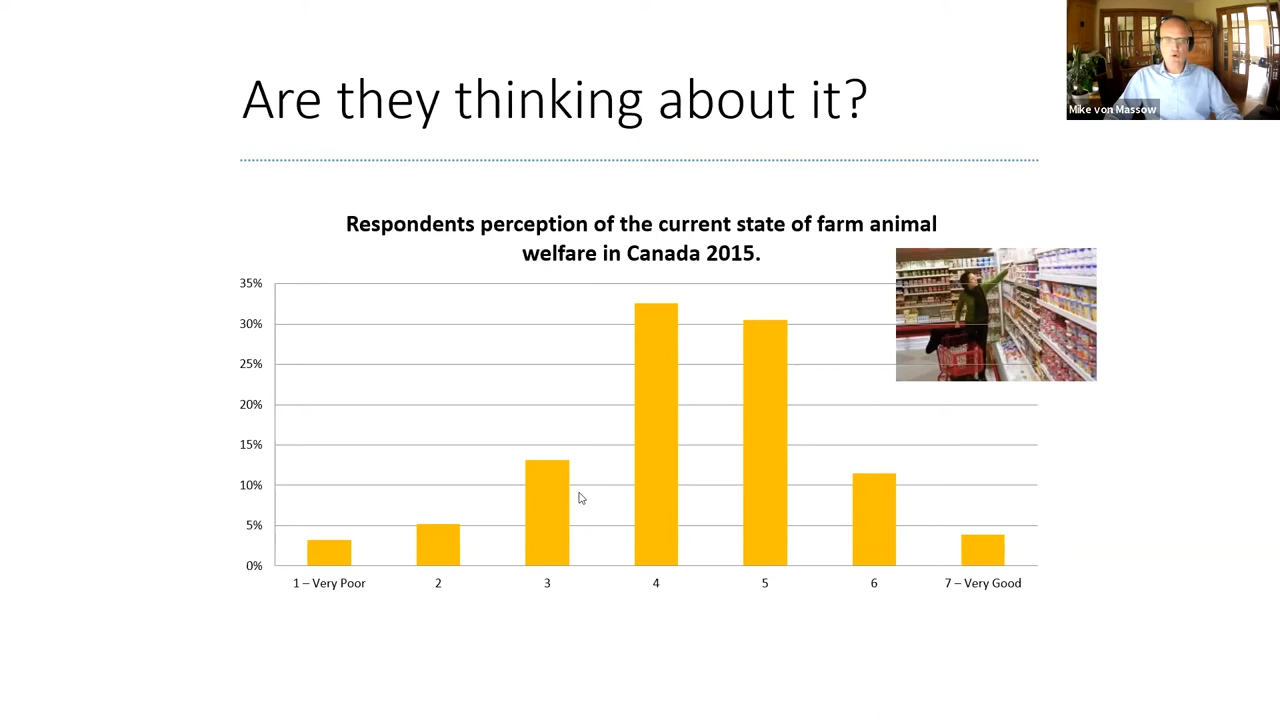 Are they thinking about it?
Mike von Massow
Respondents perception of the current state of farm animal
welfare in Canada 2015.
35%
30%
25%
20%
15%
10%
5%
0%
1 – Very Poor
2
3
4
5
6
7 – Very Good